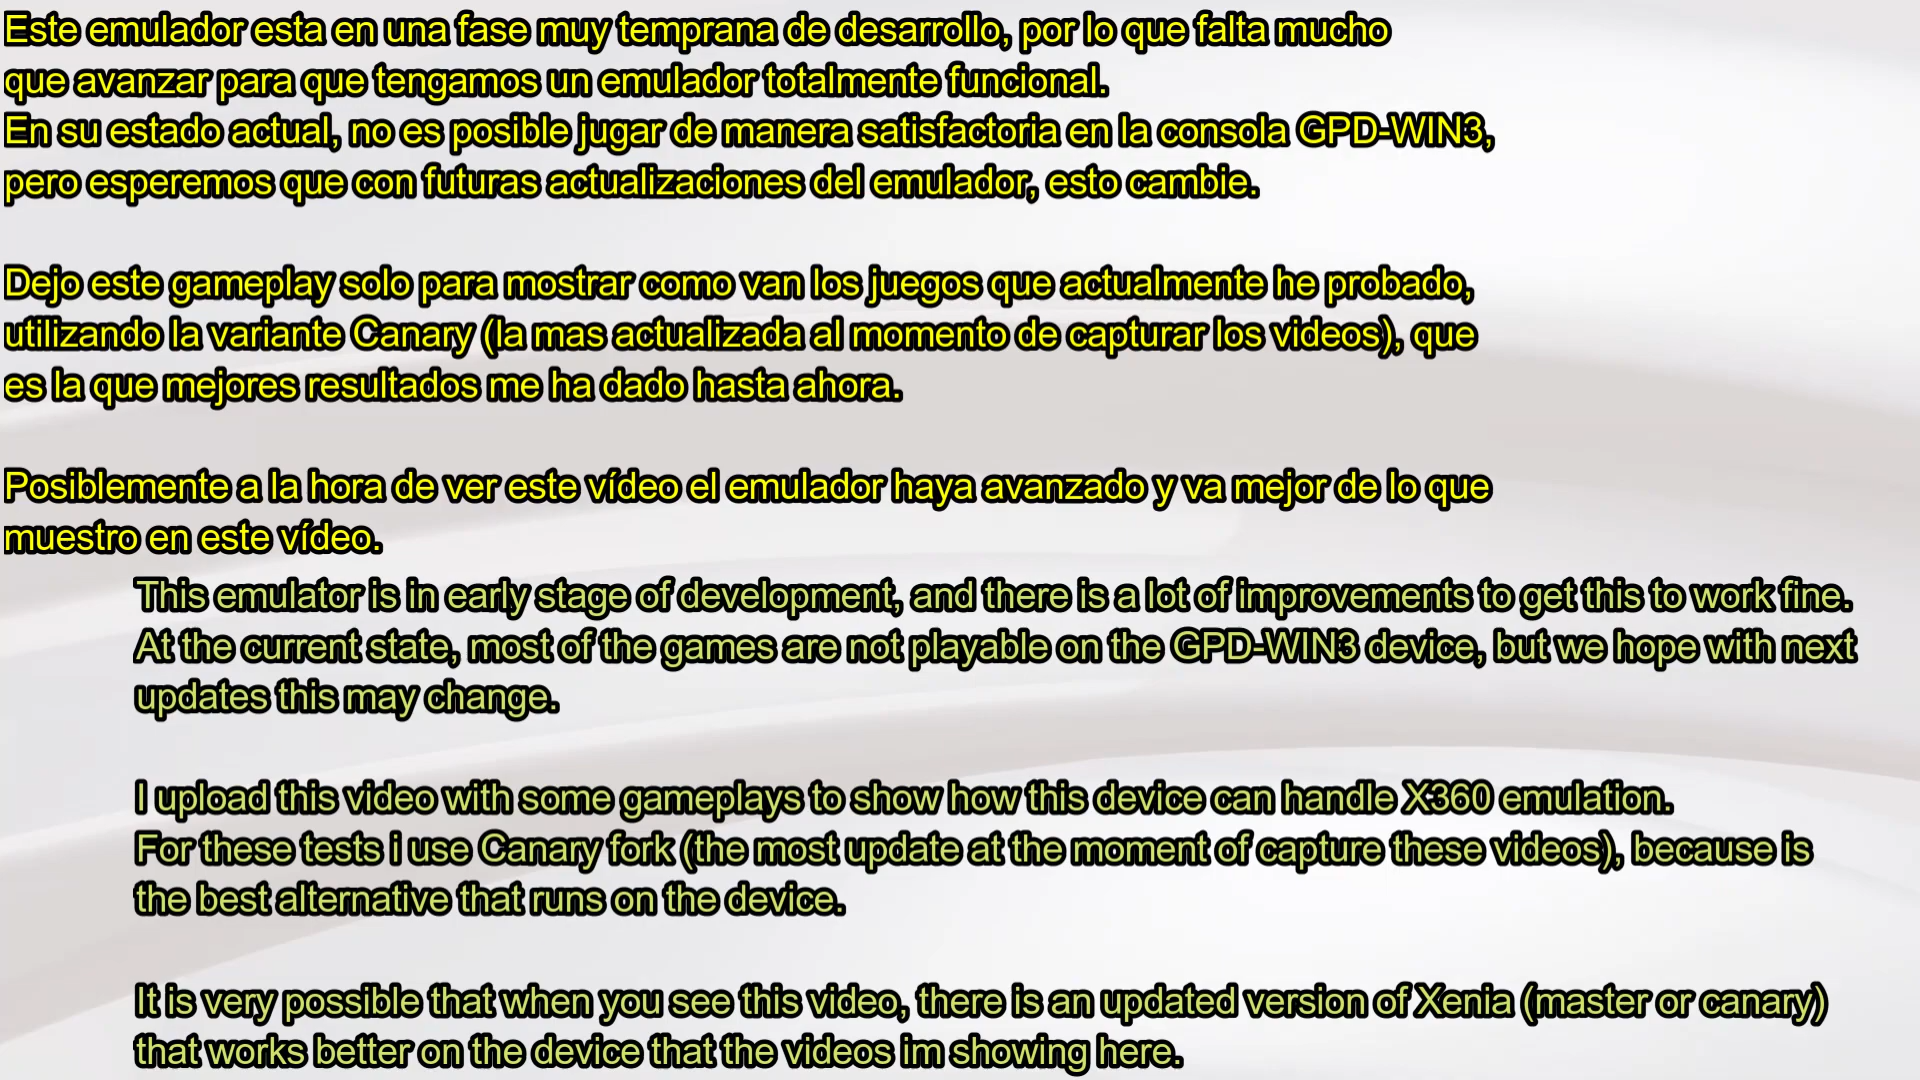 Este emulador esta en una fase muy temprana de desarrollo, por lo que falta mucho
que avanzar para que tengamos un emulador totalmente funcional.
En su estado actual, no es posible jugar de manera satisfactoria en la consola GPD-WIN3,
pero esperemos que con futuras actualizaciones del emulador, esto cambie.
Dejo este gameplay solo para mostrar como van los juegos que actualmente he probado,
utilizando la variante Canary (la mas actualizada al momento de capturar los videos), que
es la que mejores resultados me ha dado hasta ahora.
Posiblemente a la hora de ver este vídeo el emulador haya avanzado y va mejor de lo que
muestro en este vídeo.
This emulator is in early stage of development, and there is a lot of improvements to get this to work fine.
At the current state, most of the games are not playable on the GPD-WIN3 device, but we hope with next
updates this may change.
I upload this video with some gameplays to show how this device can handle X360 emulation.
For these tests i use Canary fork (the most update at the moment of capture these videos), because is
the best alternative that runs on the device.
It is very possible that when you see this video, there is an updated version of Xenia (master or canary)
that works better on the device that the videos im showing here.